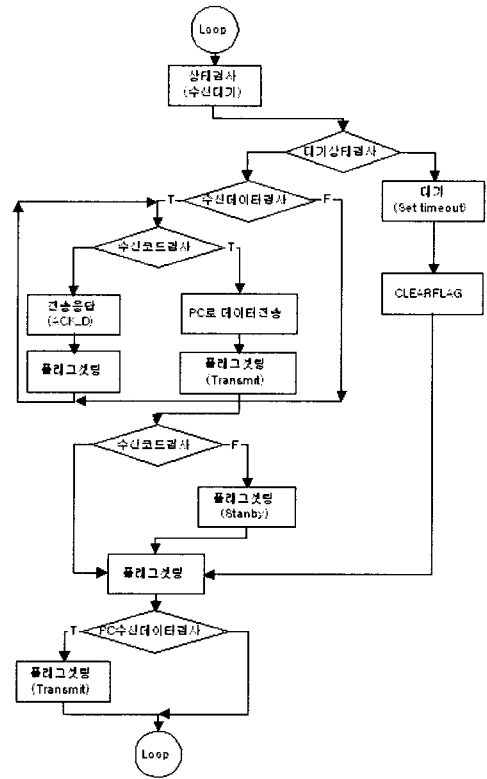 Loop
상태검사
(수신대기)
대기상태검사
T
수신데이타검사
F
대기
(Set timeout)
수신코드검사
T
CLEARFLAG
전송응답
(ACKLD)
PC로 데이터전송
플래그셋팅
플래그셋팅
(Transmit)
수신코드검사
F
플래그셋팅
(Stanby)
플래그셋팅
T
PC수신데이타검사
플래그셋팅
(Transmit)
Loop